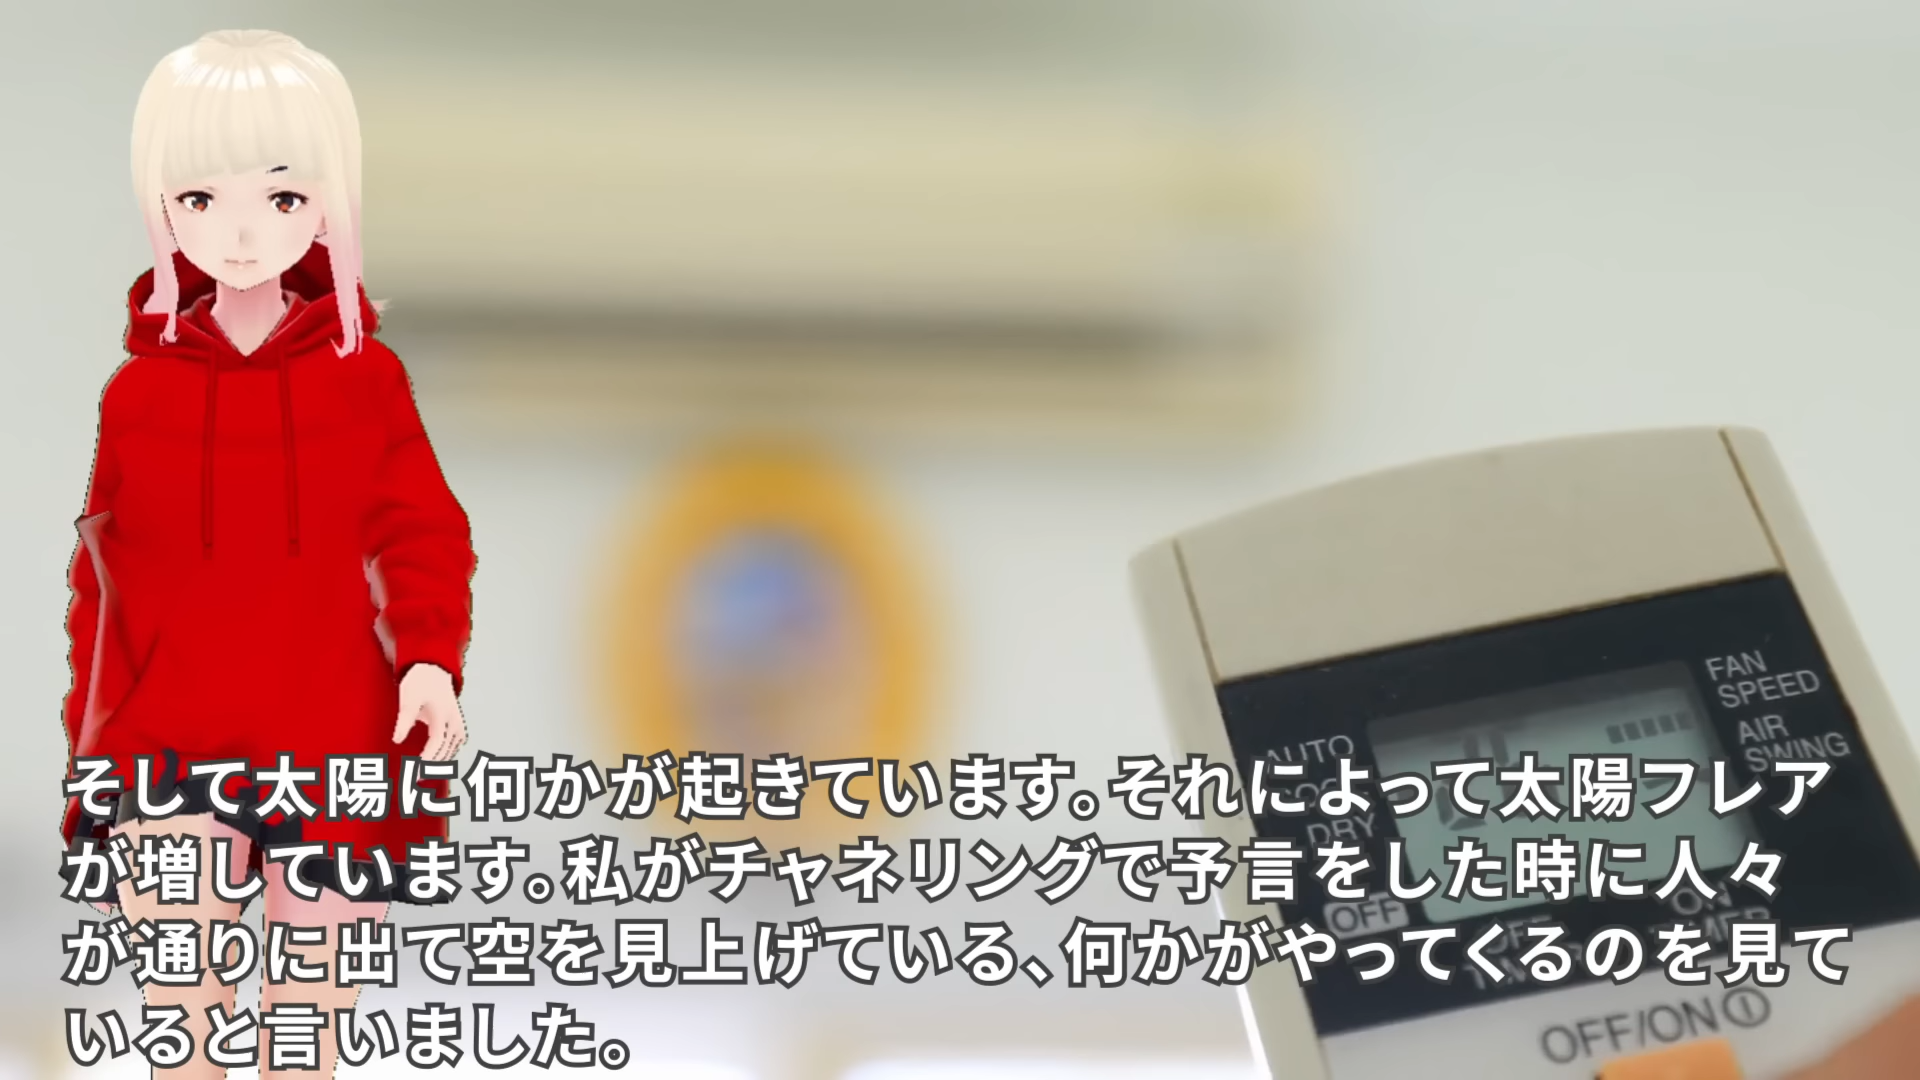 FAN
SPEED
AIR
SWING
AUTO
DRY
OFF
ON
OFF/ON
そして太陽に何かが起きています。それによって太陽フレア
が増しています。私がチャネリングで予言をした時に人々
が通りに出て空を見上げている、何かがやってくるのを見て
いると言いました。